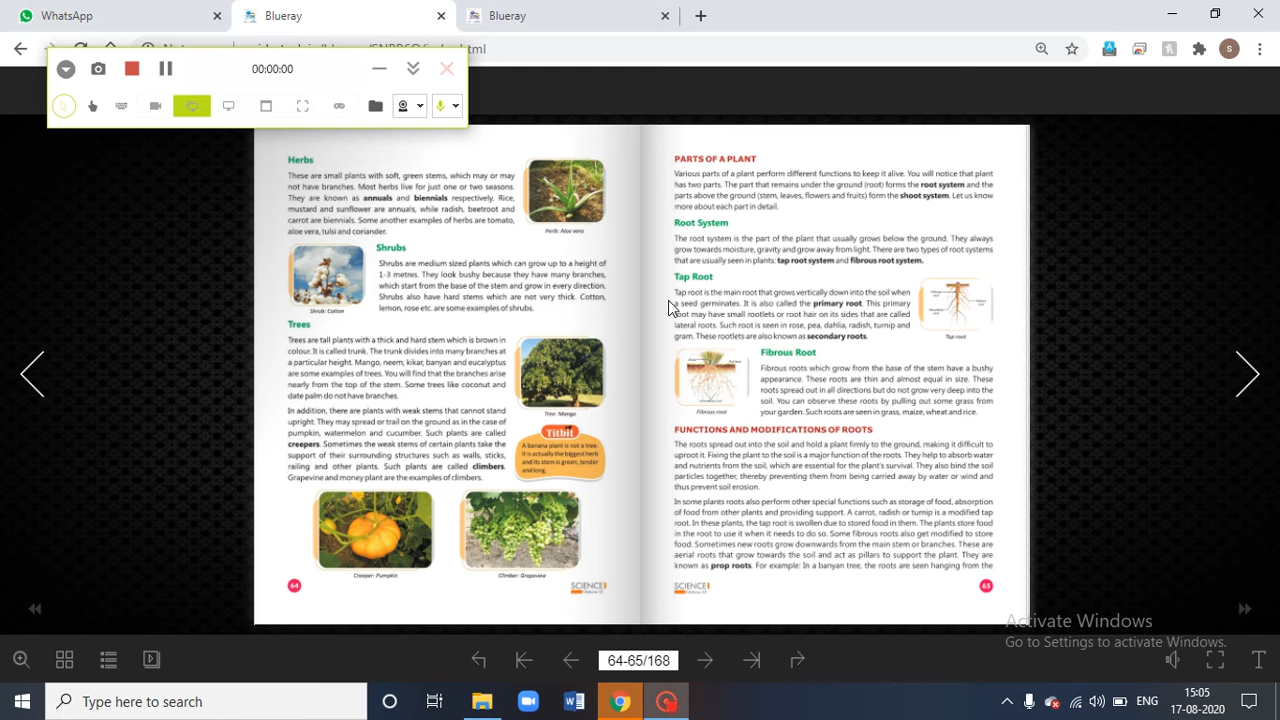 WhatsApp
Blueray
Blueray
00:00:00
Herbs
These are small plants with soft, green stems, which may or may
not have branches. Most herbs live for just one or two seasons.
They are known as annuals and biennials respectively. Rice,
mustard and sunflower are annuals, while radish, beetroot and
carrot are biennials. Some another examples of herbs are tomato,
aloe vera, tulsi and coriander.
Herb: Aloe vera
Shrubs
Shrubs are medium sized plants which can grow up to a height of
1-3 metres. They look bushy because they have many branches,
which start from the base of the stem and grow in every direction.
Shrubs also have hard stems which are not very thick. Cotton,
lemon, rose etc. are some examples of shrubs.
Shrub: Cotton
Trees
Trees are tall plants with a thick and hard stem which is brown in
colour. It is called trunk. The trunk divides into many branches at
a particular height. Mango, neem, kikar, banyan and eucalyptus
are some examples of trees. You will find that the branches arise
nearly from the top of the stem. Some trees like coconut and
date palm do not have branches.
Tree: Mango
In addition, there are plants with weak stems that cannot stand
upright. They may spread or trail on the ground as in the case of
pumpkin, watermelon and cucumber. Such plants are called
creepers. Sometimes the weak stems of certain plants take the
support of their surrounding structures such as walls, sticks,
railing and other plants. Such plants are called climbers.
Grapevine and money plant are the examples of climbers.
Titbit
A banana plant is not a tree.
It is actually the biggest herb
and its stem is green, tender
and long.
Creeper: Pumpkin
Climber: Grapevine
64
SCIENCE
PARTS OF A PLANT
Various parts of a plant perform different functions to keep it alive. You will notice that plant
has two parts. The part that remains under the ground (root) forms the root system and the
parts above the ground (stem, leaves, flowers and fruits) form the shoot system. Let us know
more about each part in detail.
Root System
The root system is the part of the plant that usually grows below the ground. They always
grow towards moisture, gravity and grow away from light. There are two types of root systems
that are usually seen in plants: tap root system and fibrous root system.
Tap Root
Tap root is the main root that grows vertically down into the soil when
a seed germinates. It is also called the primary root. This primary
root may have small rootlets or root hair on its sides that are called
lateral roots. Such root is seen in rose, pea, dahlia, radish, turnip and
gram. These rootlets are also known as secondary roots.
Tap root
Fibrous Root
Fibrous roots which grow from the base of the stem have a bushy
appearance. These roots are thin and almost equal in size. These
roots spread out in all directions but do not grow very deep into the
soil. You can observe these roots by pulling out some grass from
your garden. Such roots are seen in grass, maize, wheat and rice.
Fibrous root
FUNCTIONS AND MODIFICATIONS OF ROOTS
The roots spread out into the soil and hold a plant firmly to the ground, making it difficult to
uproot it. Fixing the plant to the soil is a major function of the roots. They help to absorb water
and nutrients from the soil, which are essential for the plant's survival. They also bind the soil
particles together, thereby preventing them from being carried away by water or wind and
thus prevent soil erosion.
In some plants roots also perform other special functions such as storage of food, absorption
of food from other plants and providing support. A carrot, radish or turnip is a modified tap
root. In these plants, the tap root is swollen due to stored food in them. The plants store food
in the root to use it when it needs to do so. Some fibrous roots also get modified to store
food. Sometimes new roots grow downwards from the main stem or branches. These are
aerial roots that grow towards the soil and act as pillars to support the plant. They are
known as prop roots. For example: In a banyan tree, the roots are seen hanging from the
SCIENCE
65
Activate Windows
Go to Settings to activate Windows.
64-65/168
Type here to search
ENG
15:05
17-08-2020